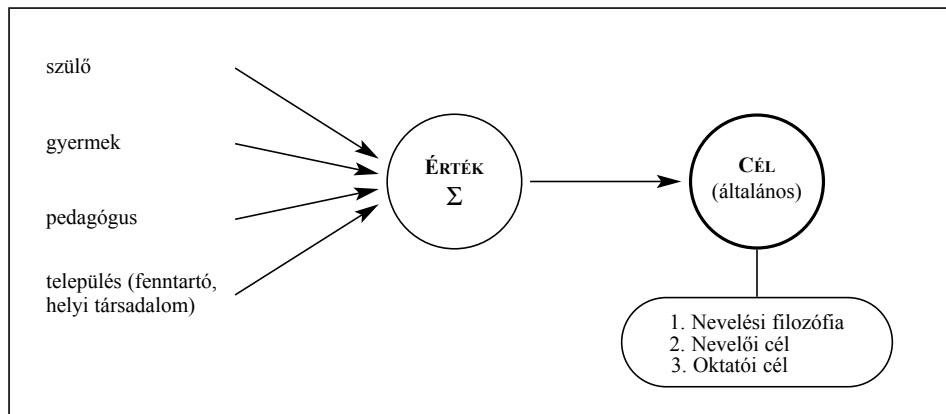 szülő
gyermek
pedagógus
település (fenntartó,
helyi társadalom)
ÉRTÉK
Σ
CÉL
(általános)
1. Nevelési filozófia
2. Nevelői cél
3. Oktatói cél